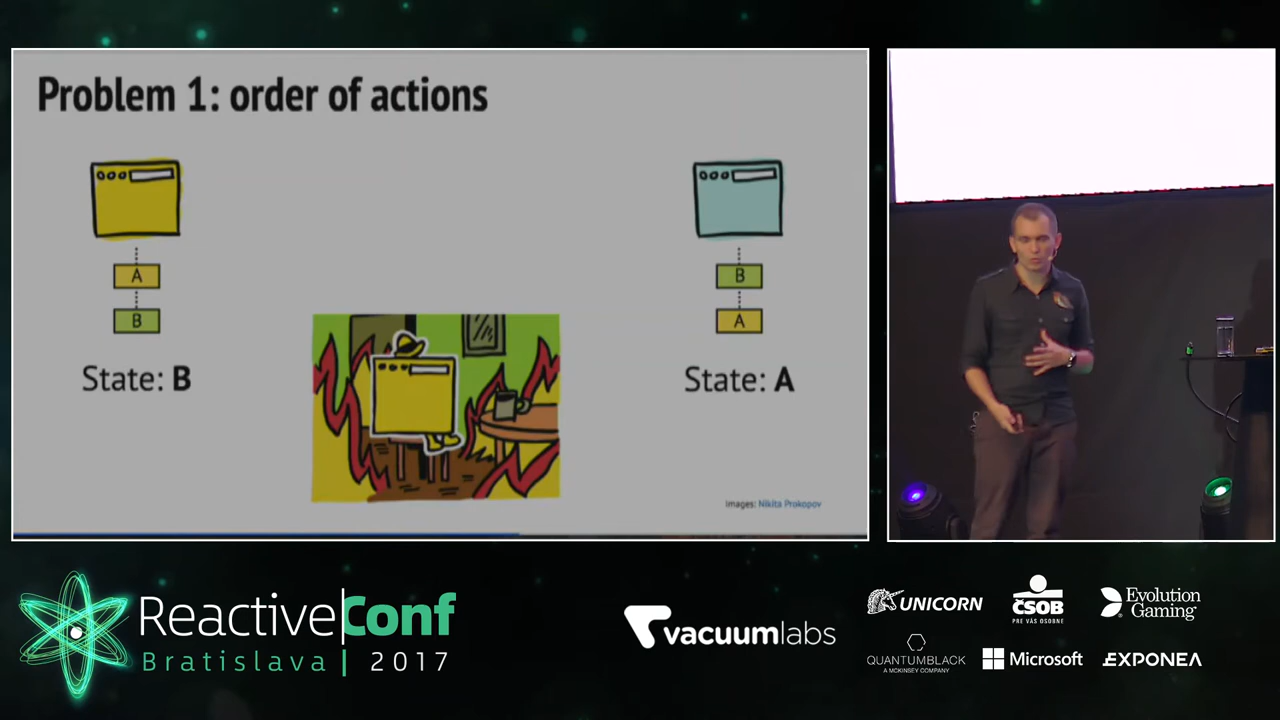 Problem 1: order of actions
A
B
State: B
B
A
State: A
Images: Nikita Prokopov
ReactiveConf
Bratislava | 2017
vacuumlabs
UNICORN
ČSOB
PRE VÁS OSOBNE
Evolution
Gaming
QUANTUMBLACK
A MCKINSEY COMPANY
Microsoft
EXPONEA